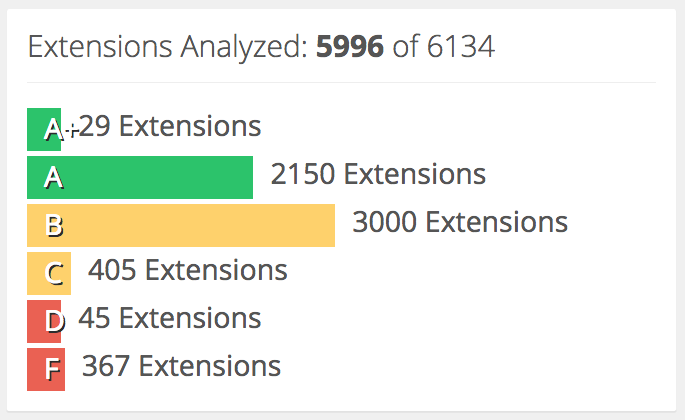 Extensions Analyzed: 5996 of 6134
A+ 29 Extensions
A 2150 Extensions
B 3000 Extensions
C 405 Extensions
D 45 Extensions
F 367 Extensions